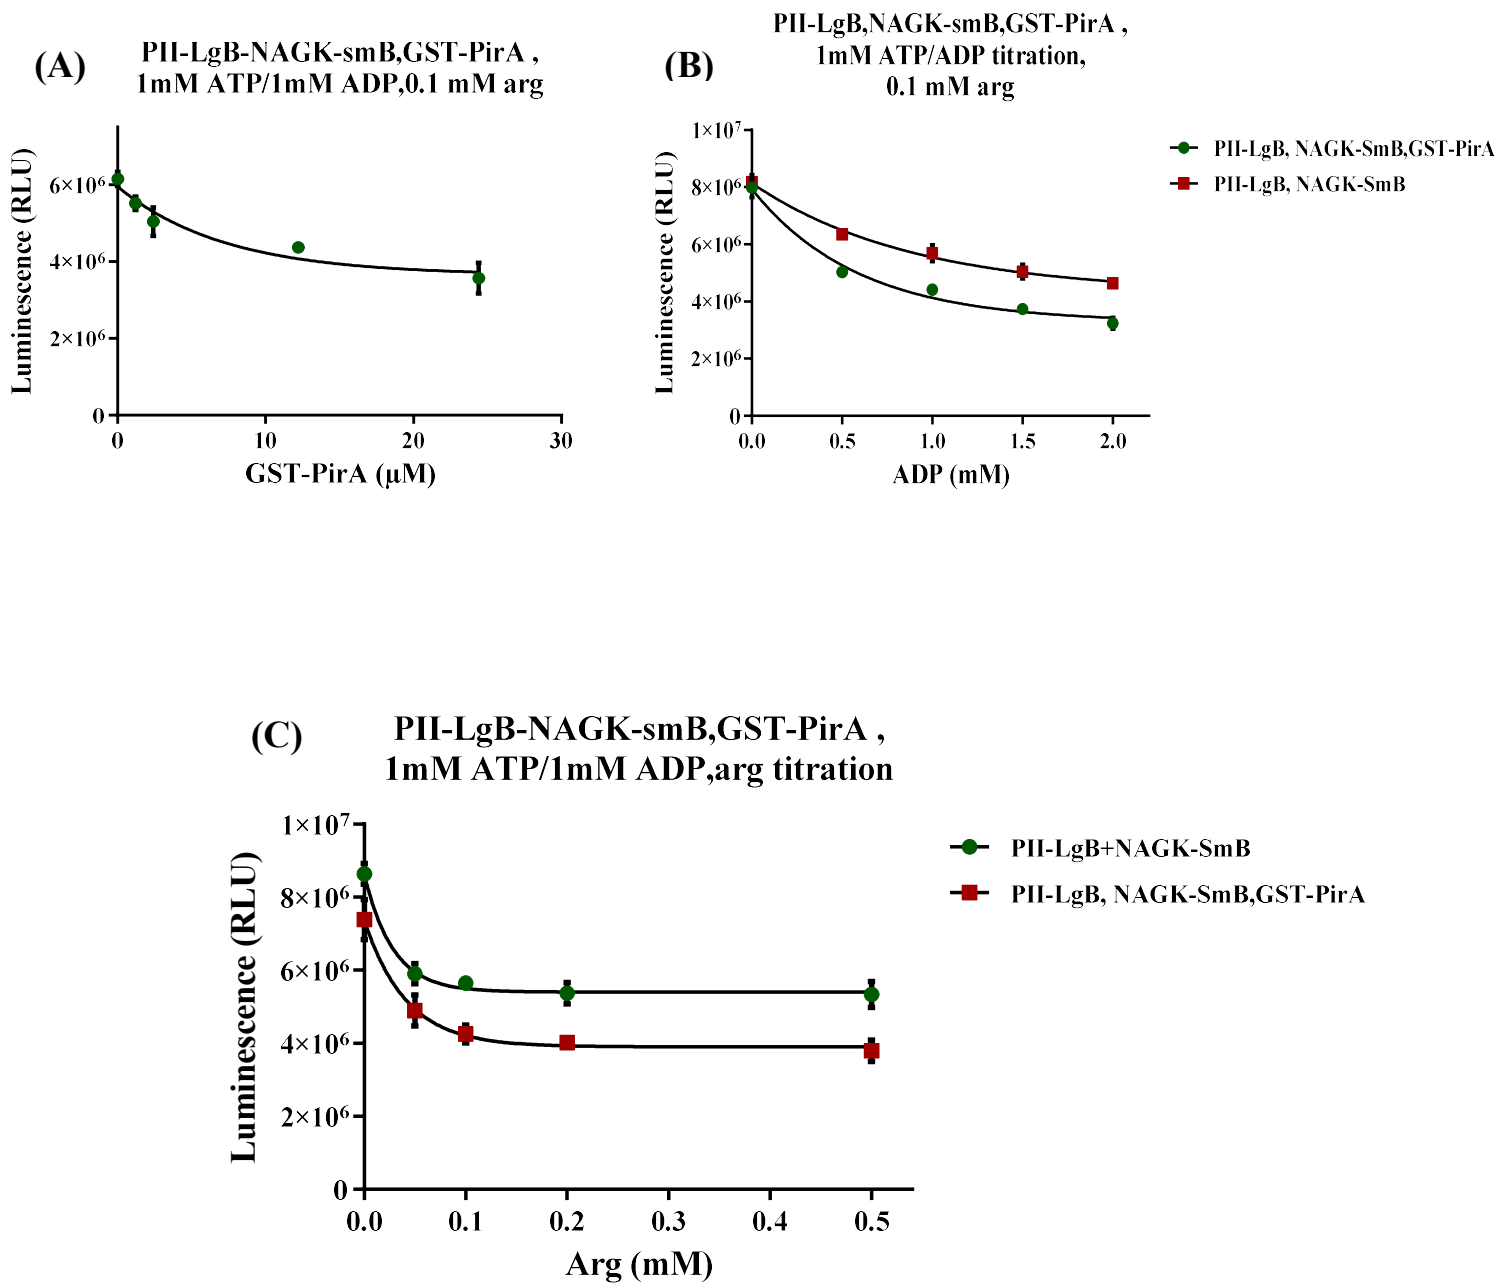 (A)
PII-LgB-NAGK-smB,GST-PirA ,
1mM ATP/1mM ADP,0.1 mM arg
Luminescence (RLU)
6×10⁶
4×10⁶
2×10⁶
0
0 10 20 30
GST-PirA (μM)
(B)
PII-LgB,NAGK-smB,GST-PirA ,
1mM ATP/ADP titration,
0.1 mM arg
Luminescence (RLU)
1×10⁷
8×10⁶
6×10⁶
4×10⁶
2×10⁶
0
0.0 0.5 1.0 1.5 2.0
ADP (mM)
PII-LgB, NAGK-SmB,GST-PirA
PII-LgB, NAGK-SmB
(C)
PII-LgB-NAGK-smB,GST-PirA ,
1mM ATP/1mM ADP,arg titration
Luminescence (RLU)
1×10⁷
8×10⁶
6×10⁶
4×10⁶
2×10⁶
0
0.0 0.1 0.2 0.3 0.4 0.5
Arg (mM)
PII-LgB+NAGK-SmB
PII-LgB, NAGK-SmB,GST-PirA